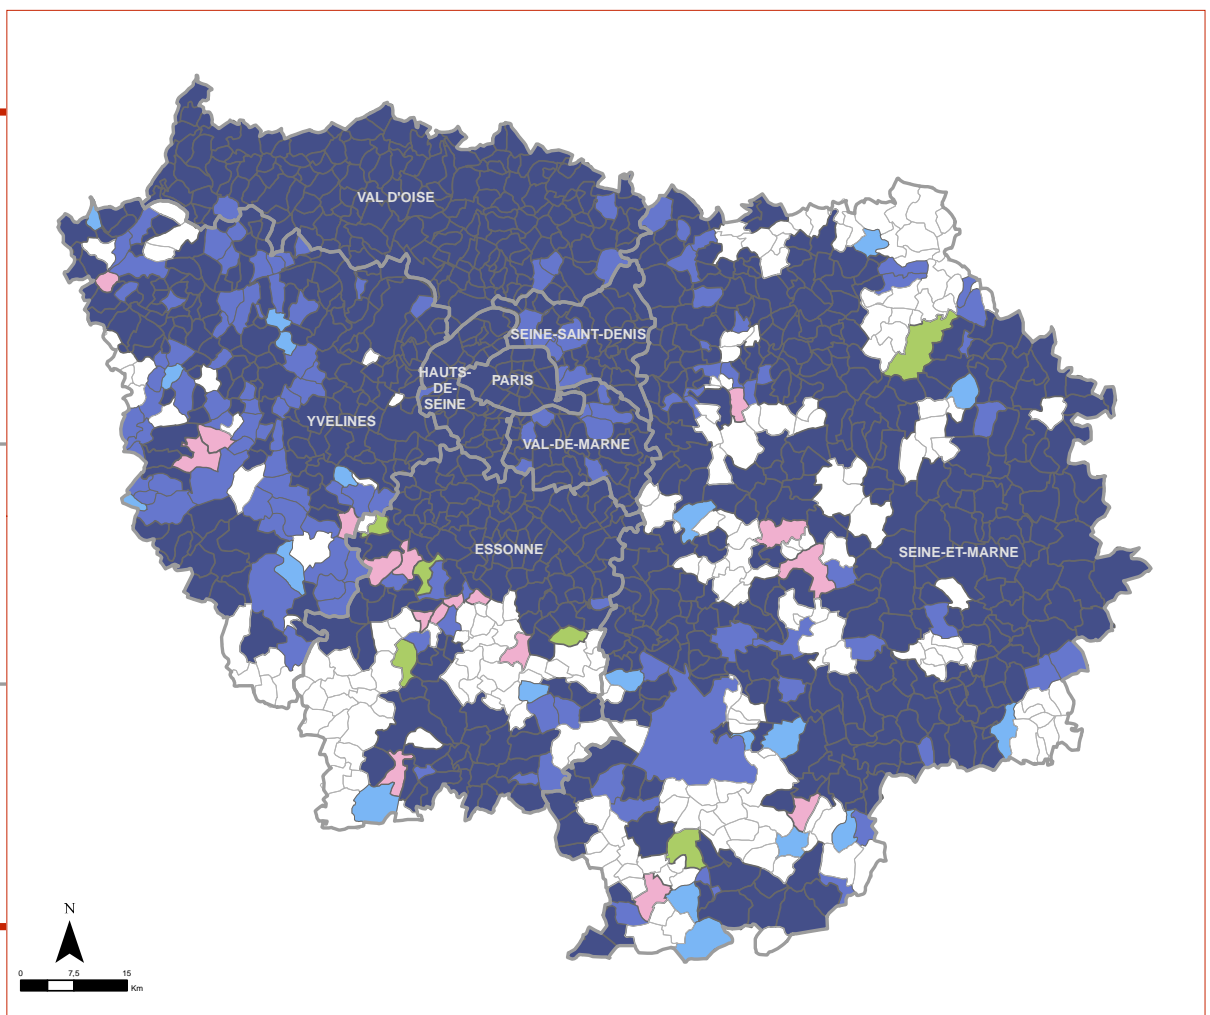 VAL D'OISE
SEINE-SAINT-DENIS
HAUTS-
DE-
SEINE
PARIS
YVELINES
VAL-DE-MARNE
ESSONNE
SEINE-ET-MARNE
N
0 7,5 15
Km